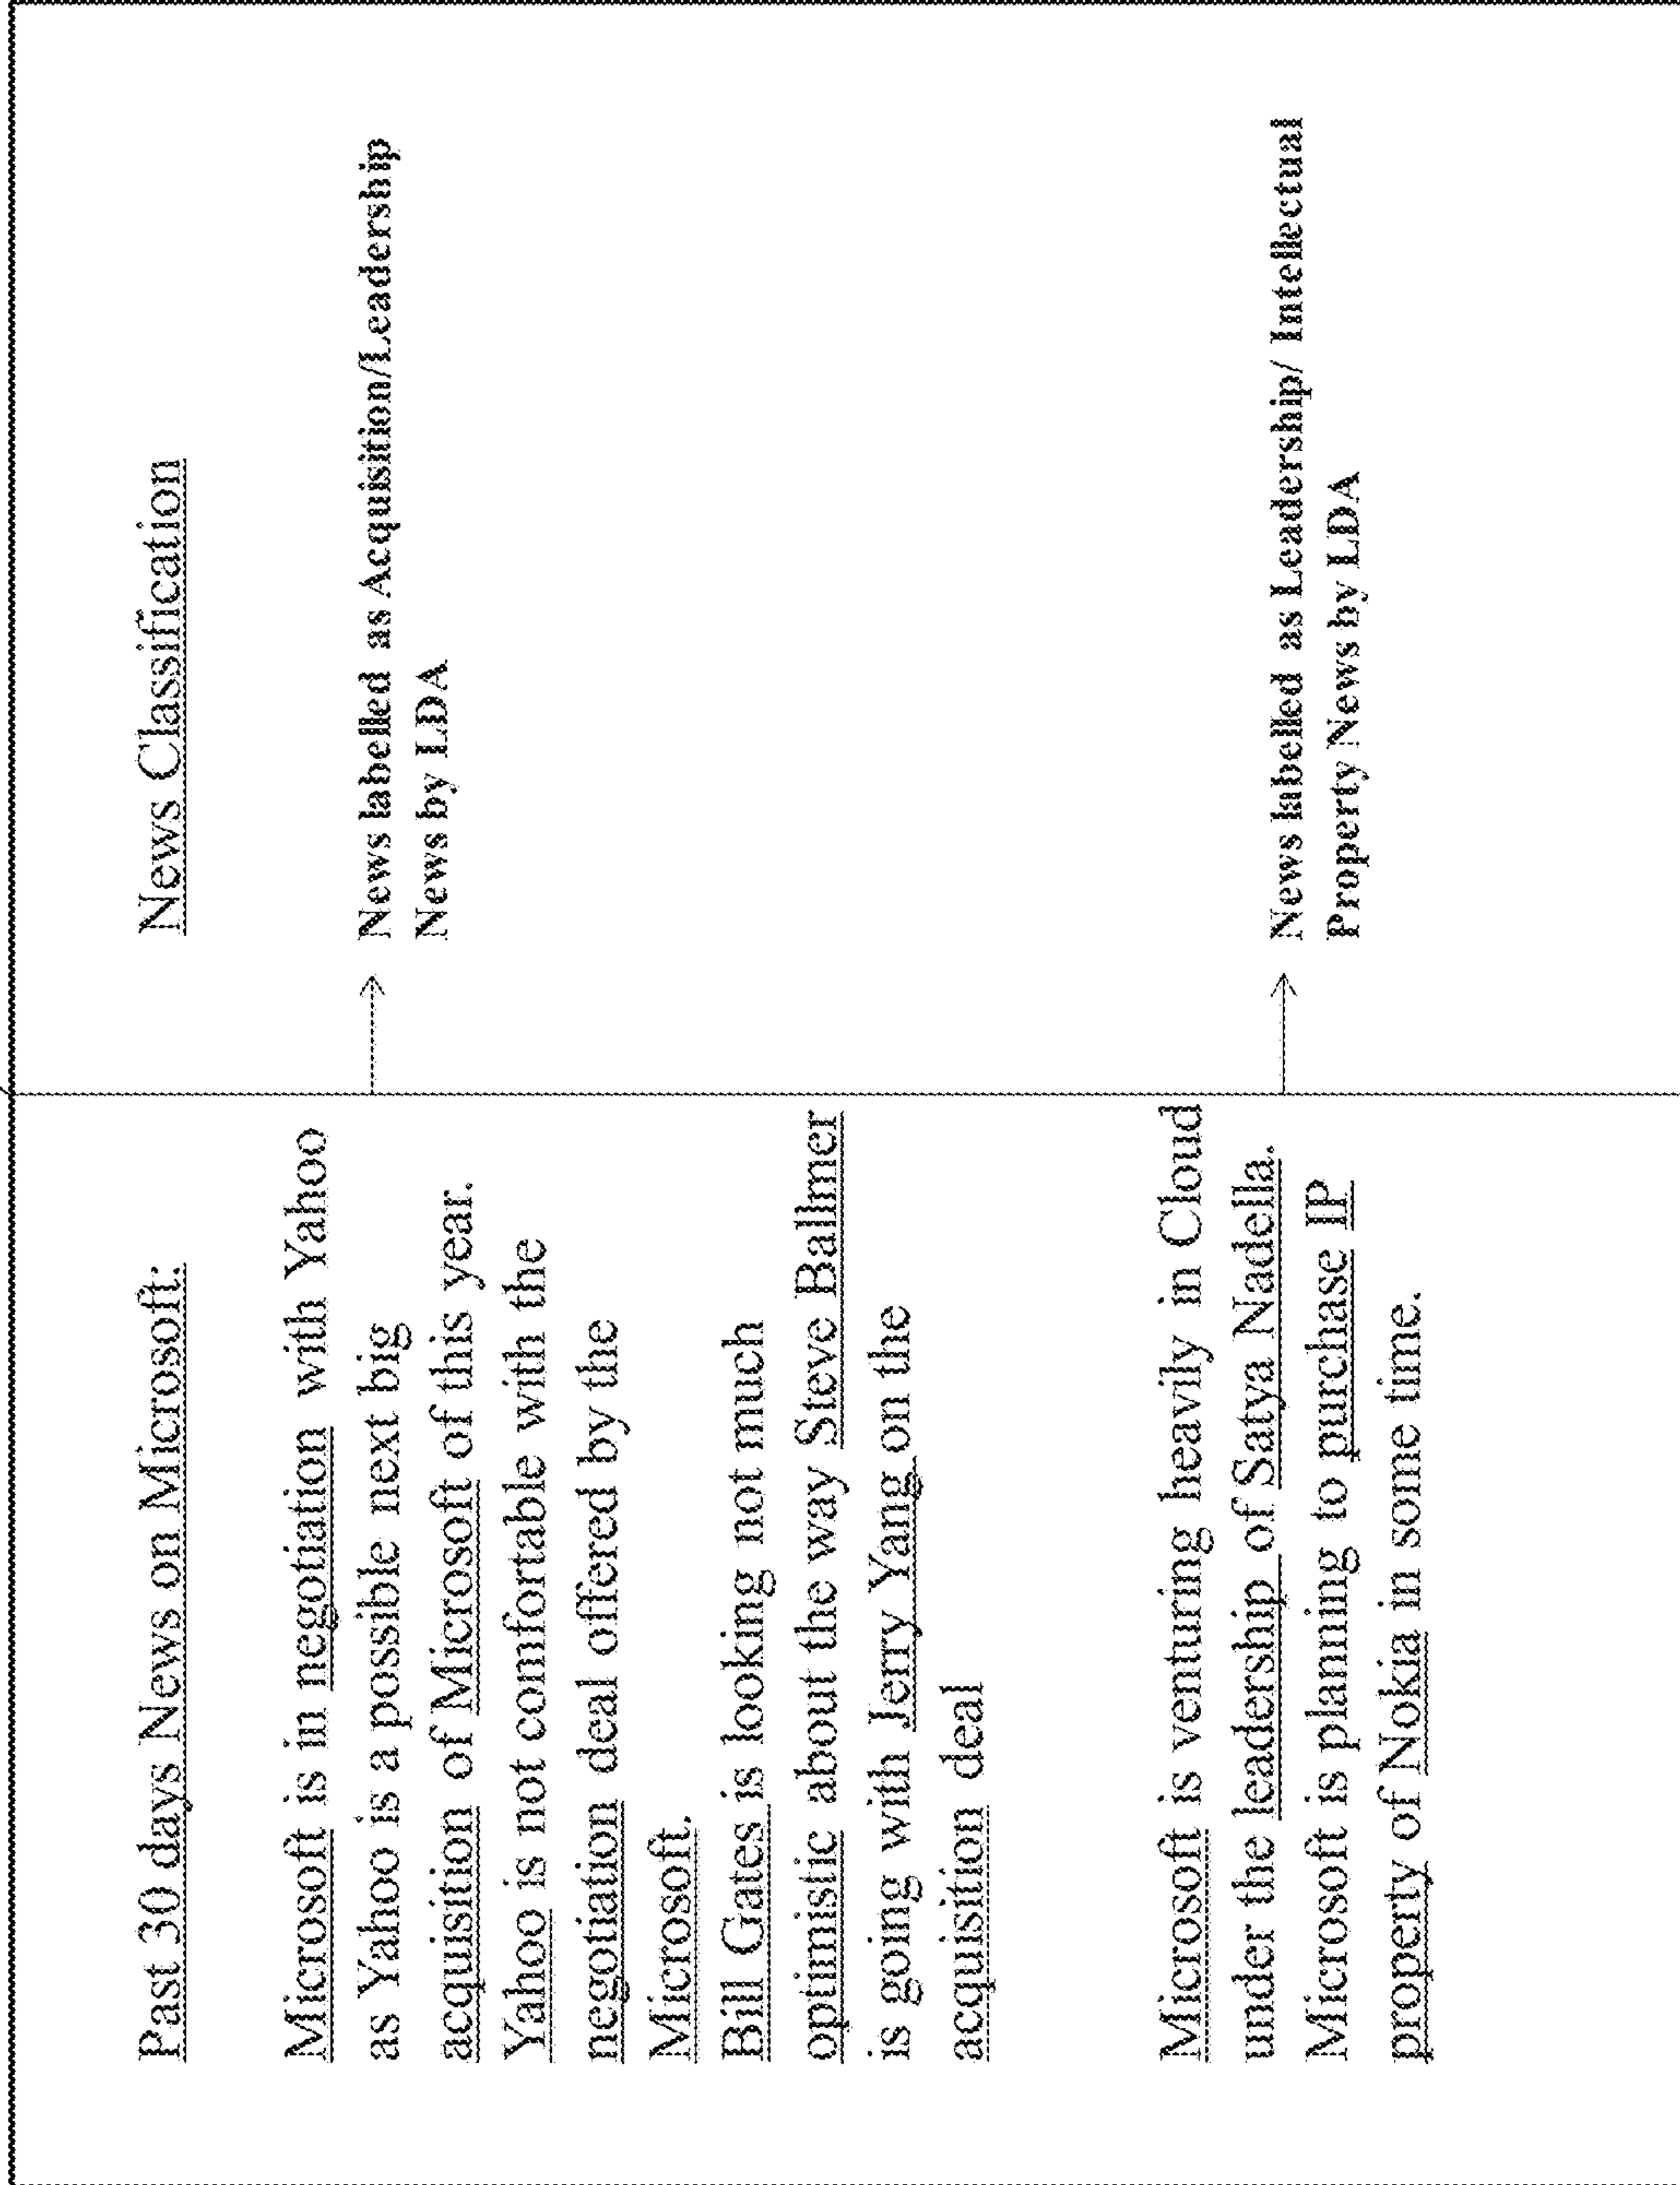 Past 30 days News on Microsoft:
Microsoft is in negotiation with Yahoo
as Yahoo is a possible next big
acquisition of Microsoft of this year.
Yahoo is not comfortable with the
negotiation deal offered by the
Microsoft.
Bill Gates is looking not much
optimistic about the way Steve Ballmer
is going with Jerry Yang on the
acquisition deal
Microsoft is venturing heavily in Cloud
under the leadership of Satya Nadella.
Microsoft is planning to purchase IP
property of Nokia in some time.
News Classification
News labelled as Acquisition/Leadership
News by LDA
News labelled as Leadership/ Intellectual
Property News by LDA